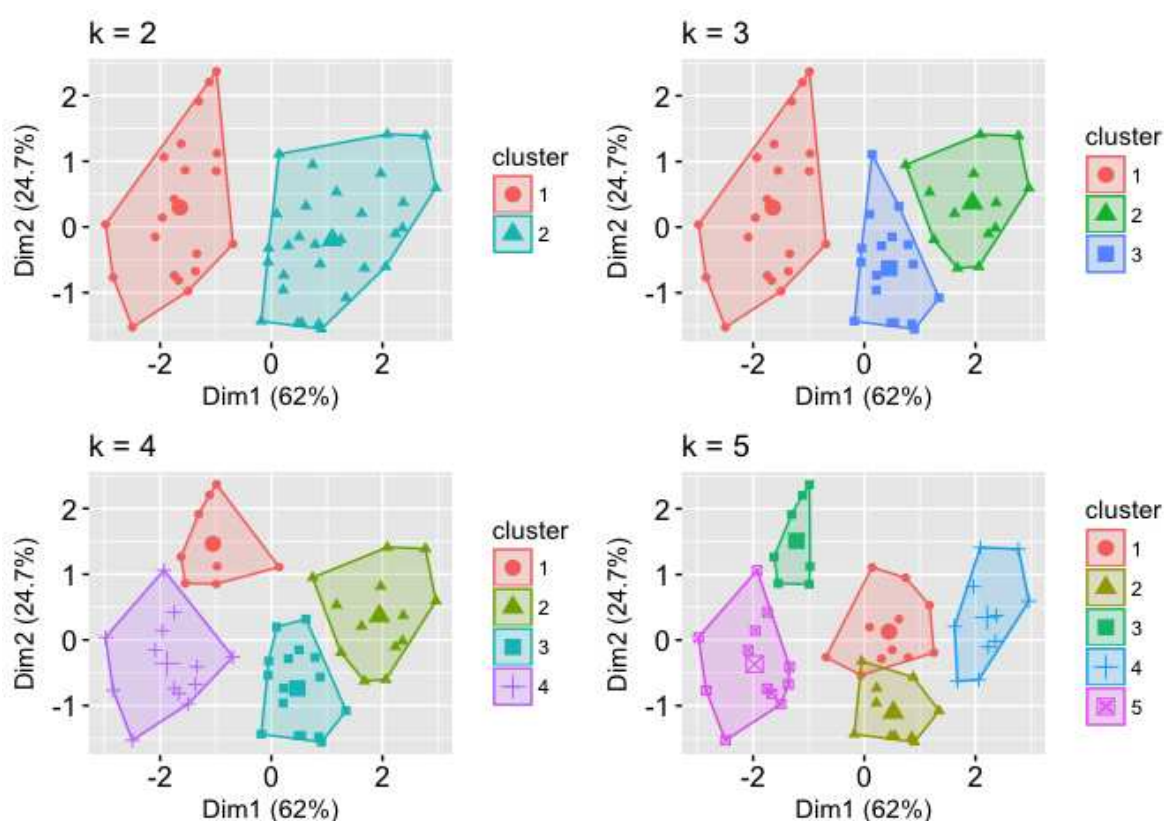 k = 2
2
1
0
-1
Dim2 (24.7%)
-2
0
2
Dim1 (62%)
cluster
1
2
k = 3
2
1
0
-1
Dim2 (24.7%)
-2
0
2
Dim1 (62%)
cluster
1
2
3
k = 4
2
1
0
-1
Dim2 (24.7%)
-2
0
2
Dim1 (62%)
cluster
1
2
3
4
k = 5
2
1
0
-1
Dim2 (24.7%)
-2
0
2
Dim1 (62%)
cluster
1
2
3
4
5